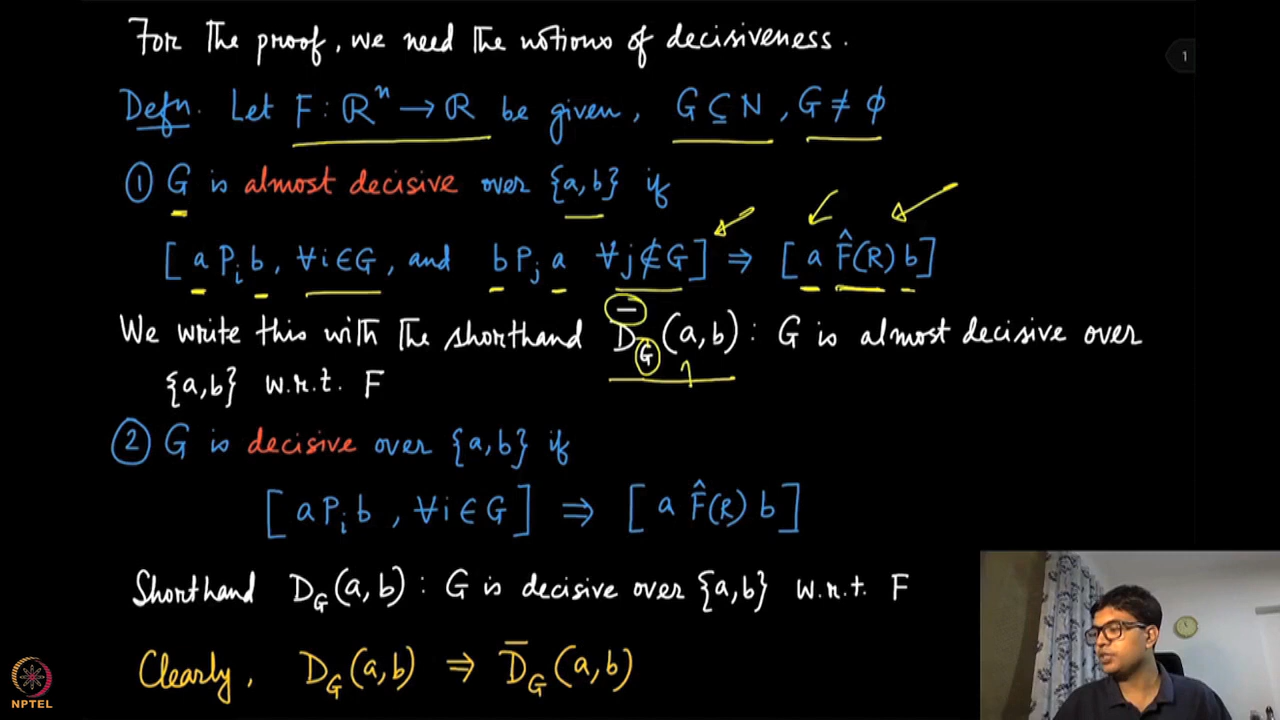 For the proof, we need the notions of decisiveness.
1
Defn. Let F : ℝⁿ → ℝ be given, G ⊆ N, G ≠ ϕ
① G is almost decisive over {a,b} if
[a Pᵢ b, ∀i∈G, and b Pⱼ a ∀j∉G] ⇒ [a F̂(R) b]
We write this with the shorthand D̄_G(a,b) : G is almost decisive over
{a,b} w.r.t. F
② G is decisive over {a,b} if
[a Pᵢ b, ∀i∈G] ⇒ [a F̂(R) b]
Shorthand D_G(a,b) : G is decisive over {a,b} w.r.t. F
Clearly, D_G(a,b) ⇒ D̄_G(a,b)
NPTEL